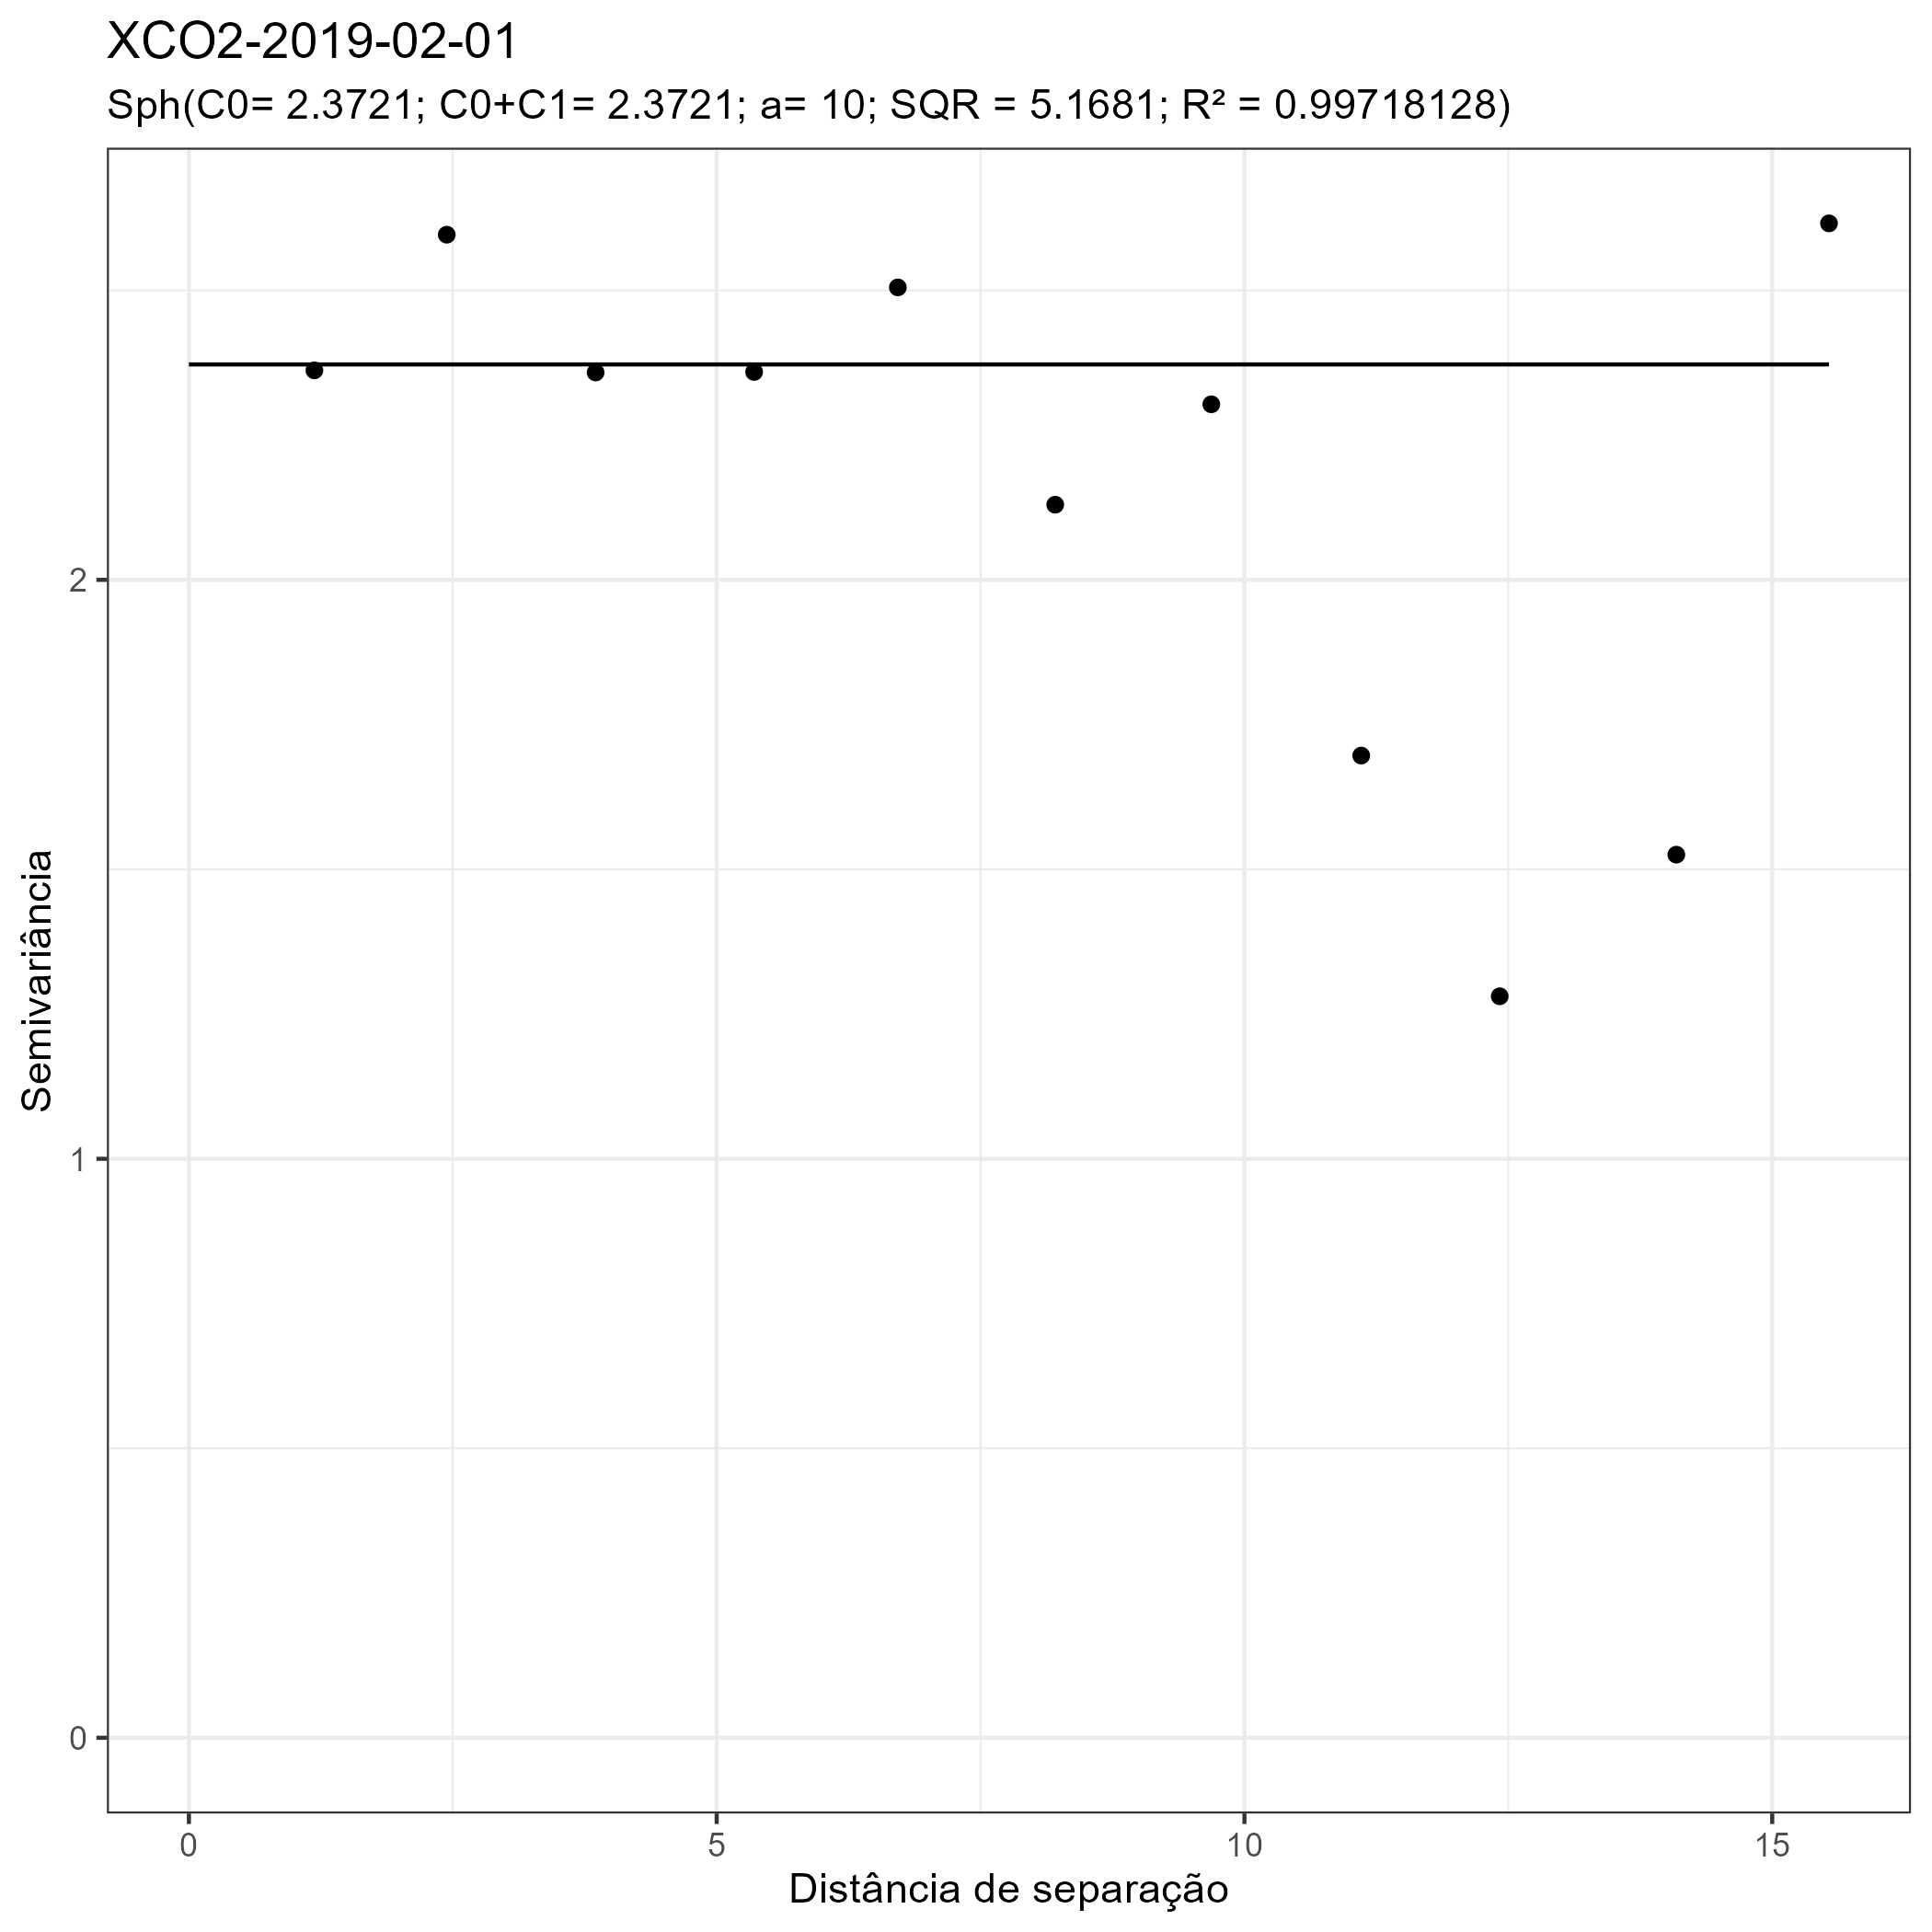 XCO2-2019-02-01
Sph(C0= 2.3721; C0+C1= 2.3721; a= 10; SQR = 5.1681; R² = 0.99718128)
Semivariância
2
1
0
0 5 10 15
Distância de separação